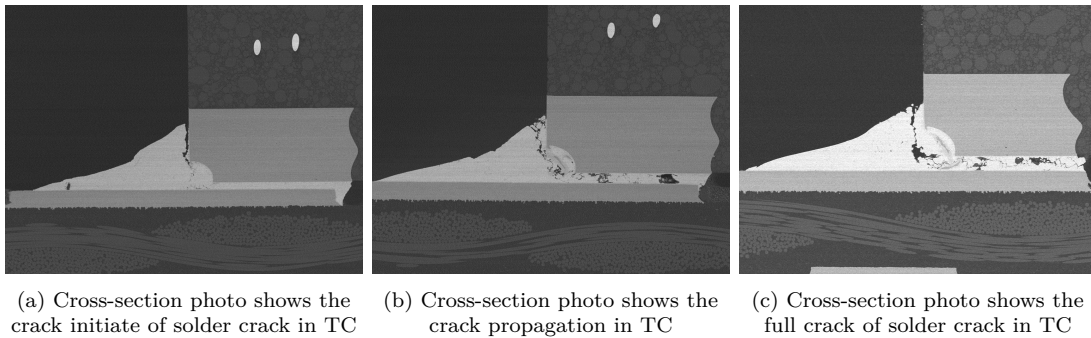 (a) Cross-section photo shows the
crack initiate of solder crack in TC
(b) Cross-section photo shows the
crack propagation in TC
(c) Cross-section photo shows the
full crack of solder crack in TC